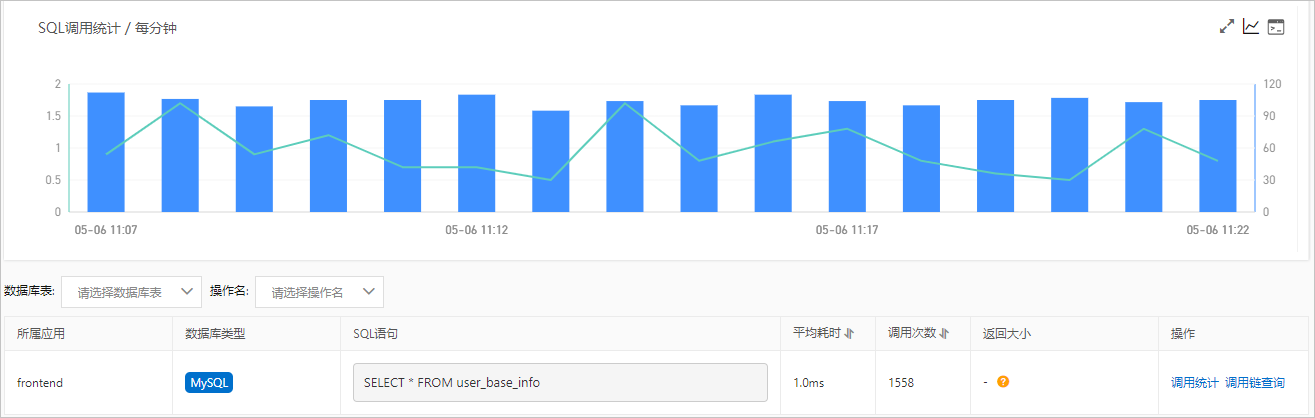 SQL调用统计 / 每分钟
2 120
1.5 90
1 60
0.5 30
0 0
05-06 11:07 05-06 11:12 05-06 11:17 05-06 11:22
数据库表: 请选择数据库表 操作名: 请选择操作名
所属应用 数据库类型 SQL语句 平均耗时 调用次数 返回大小 操作
frontend MySQL SELECT * FROM user_base_info 1.0ms 1558 - ? 调用统计 调用链查询